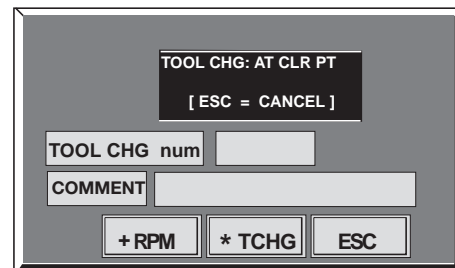 TOOL CHG: AT CLR PT
[ ESC = CANCEL ]
TOOL CHG num
COMMENT
+ RPM * TCHG ESC